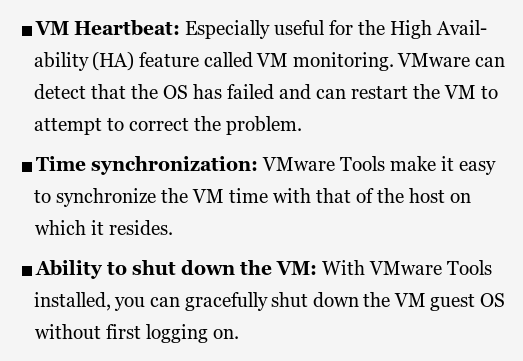 ■ VM Heartbeat: Especially useful for the High Avail-
ability (HA) feature called VM monitoring. VMware can
detect that the OS has failed and can restart the VM to
attempt to correct the problem.
■ Time synchronization: VMware Tools make it easy
to synchronize the VM time with that of the host on
which it resides.
■ Ability to shut down the VM: With VMware Tools
installed, you can gracefully shut down the VM guest OS
without first logging on.